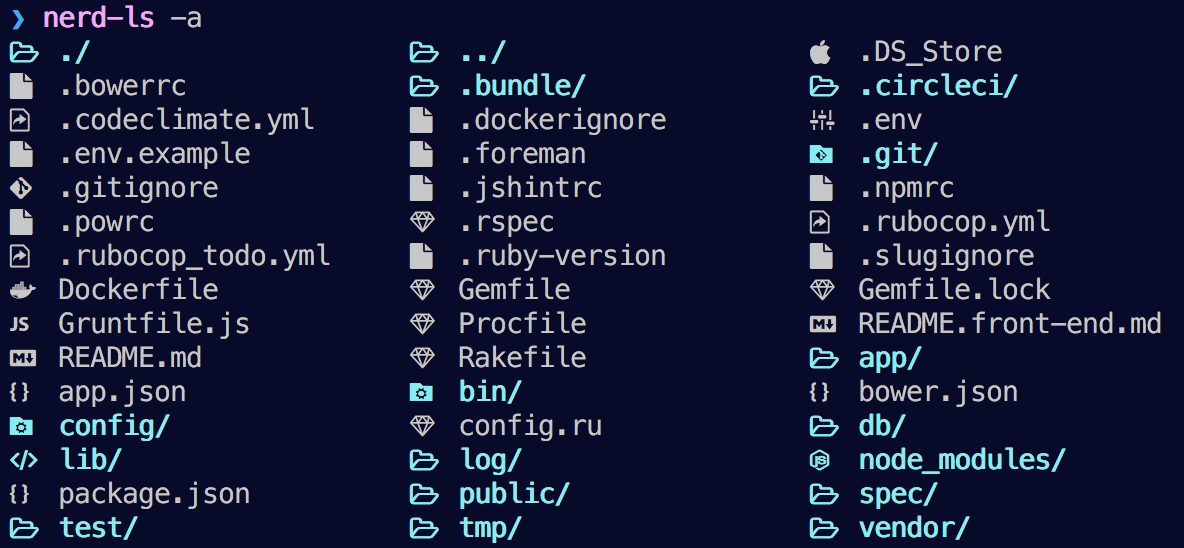 ❯ nerd-ls -a
./ ../ .DS_Store
.bowerrc .bundle/ .circleci/
.codeclimate.yml .dockerignore .env
.env.example .foreman .git/
.gitignore .jshintrc .npmrc
.powrc .rspec .rubocop.yml
.rubocop_todo.yml .ruby-version .slugignore
Dockerfile Gemfile Gemfile.lock
JS Gruntfile.js Procfile README.front-end.md
README.md Rakefile app/
{} app.json bin/ {} bower.json
config/ config.ru db/
</> lib/ log/ node_modules/
{} package.json public/ spec/
test/ tmp/ vendor/